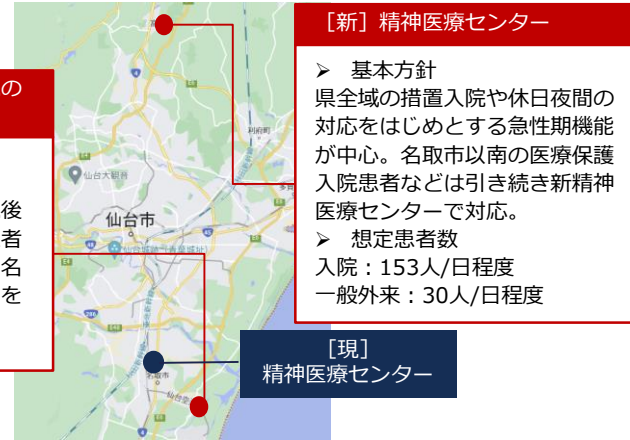 ［新］精神医療センター
➢ 基本方針
県全域の措置入院や休日夜間の
対応をはじめとする急性期機能
が中心。名取市以南の医療保護
入院患者などは引き続き新精神
医療センターで対応。
➢ 想定患者数
入院：153人/日程度
一般外来：30人/日程度
の
後
者
名
を
利府町
仙台大観音
仙台市
［現］
精神医療センター
名取市